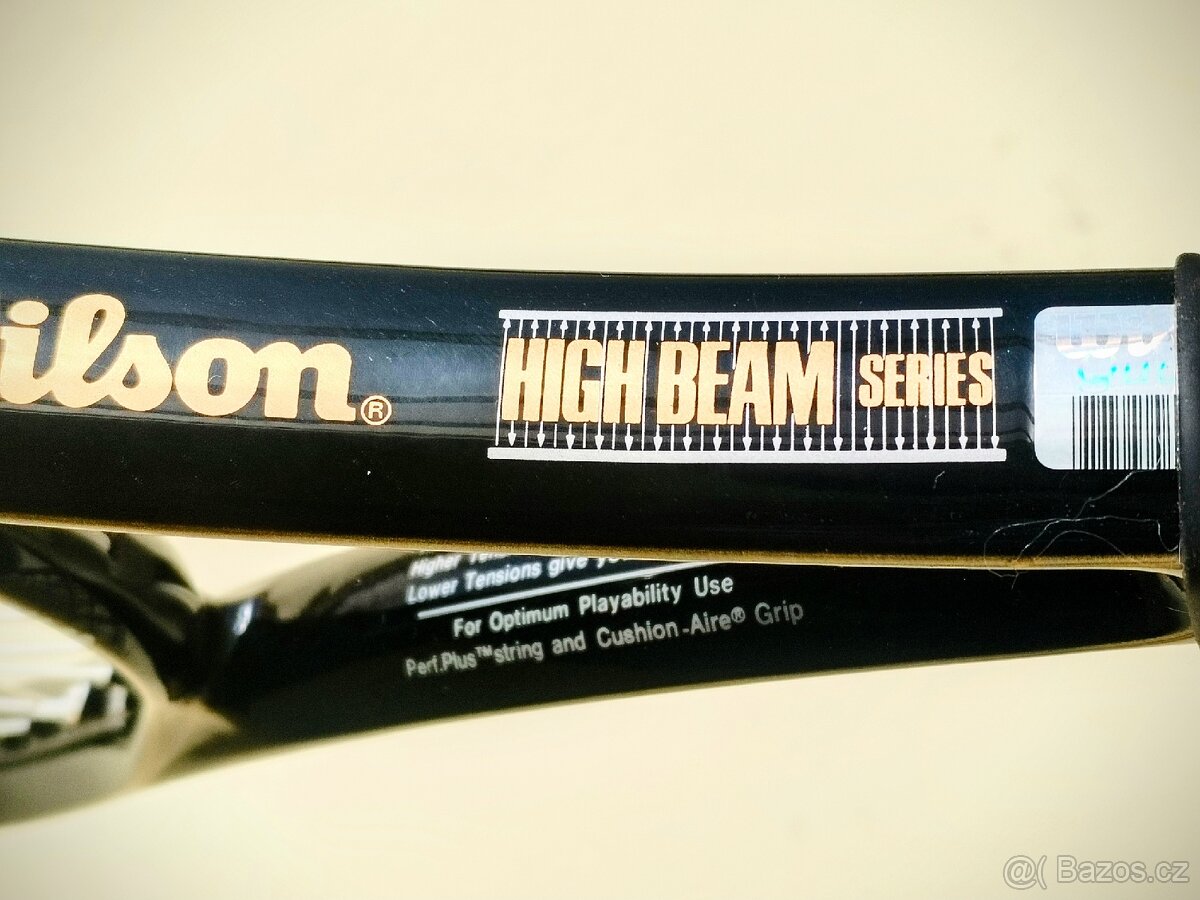 ilson®
HIGH BEAM SERIES
Higher
Lower Tensions give
For Optimum Playability Use
Perf.Plus™string and Cushion-Aire® Grip
@( Bazos.cz